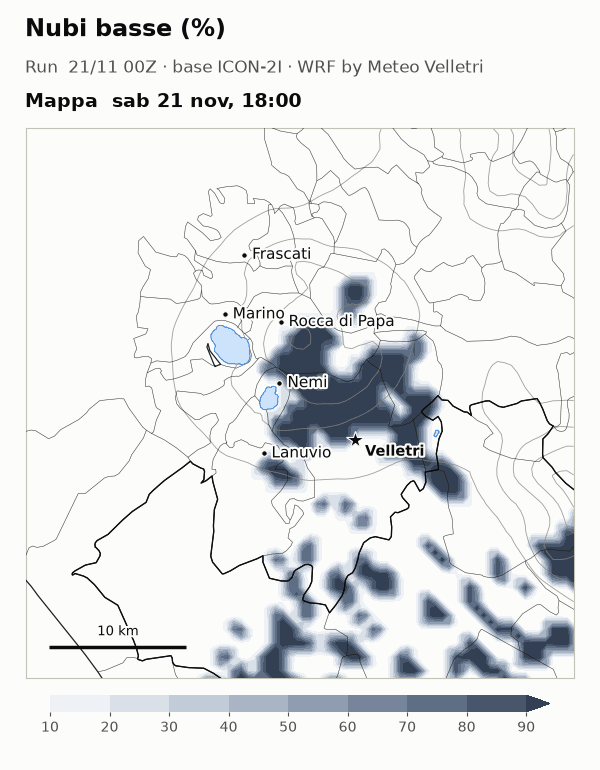 Nubi basse (%)
Run  21/11 00Z · base ICON-2I · WRF by Meteo Velletri
Mappa  sab 21 nov, 18:00
Frascati
Marino
Rocca di Papa
Nemi
Velletri
Lanuvio
10 km
10 20 30 40 50 60 70 80 90